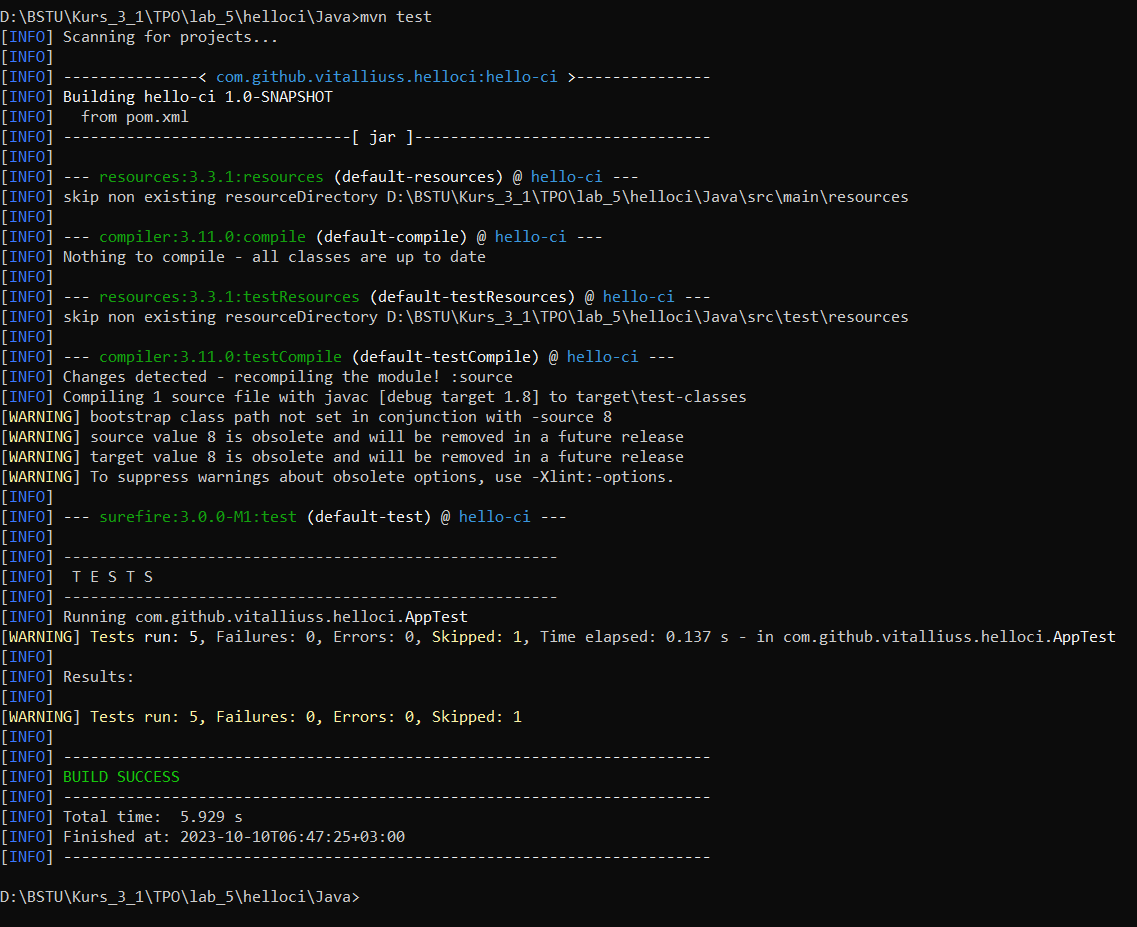 D:\BSTU\Kurs_3_1\TPO\lab_5\helloci\Java>mvn test
[INFO] Scanning for projects...
[INFO]
[INFO] ---------------< com.github.vitalliuss.helloci:hello-ci >---------------
[INFO] Building hello-ci 1.0-SNAPSHOT
[INFO]   from pom.xml
[INFO] --------------------------------[ jar ]---------------------------------
[INFO]
[INFO] --- resources:3.3.1:resources (default-resources) @ hello-ci ---
[INFO] skip non existing resourceDirectory D:\BSTU\Kurs_3_1\TPO\lab_5\helloci\Java\src\main\resources
[INFO]
[INFO] --- compiler:3.11.0:compile (default-compile) @ hello-ci ---
[INFO] Nothing to compile - all classes are up to date
[INFO]
[INFO] --- resources:3.3.1:testResources (default-testResources) @ hello-ci ---
[INFO] skip non existing resourceDirectory D:\BSTU\Kurs_3_1\TPO\lab_5\helloci\Java\src\test\resources
[INFO]
[INFO] --- compiler:3.11.0:testCompile (default-testCompile) @ hello-ci ---
[INFO] Changes detected - recompiling the module! :source
[INFO] Compiling 1 source file with javac [debug target 1.8] to target\test-classes
[WARNING] bootstrap class path not set in conjunction with -source 8
[WARNING] source value 8 is obsolete and will be removed in a future release
[WARNING] target value 8 is obsolete and will be removed in a future release
[WARNING] To suppress warnings about obsolete options, use -Xlint:-options.
[INFO]
[INFO] --- surefire:3.0.0-M1:test (default-test) @ hello-ci ---
[INFO]
[INFO] -------------------------------------------------------
[INFO]  T E S T S
[INFO] -------------------------------------------------------
[INFO] Running com.github.vitalliuss.helloci.AppTest
[WARNING] Tests run: 5, Failures: 0, Errors: 0, Skipped: 1, Time elapsed: 0.137 s - in com.github.vitalliuss.helloci.AppTest
[INFO]
[INFO] Results:
[INFO]
[WARNING] Tests run: 5, Failures: 0, Errors: 0, Skipped: 1
[INFO]
[INFO] ------------------------------------------------------------------------
[INFO] BUILD SUCCESS
[INFO] ------------------------------------------------------------------------
[INFO] Total time:  5.929 s
[INFO] Finished at: 2023-10-10T06:47:25+03:00
[INFO] ------------------------------------------------------------------------
D:\BSTU\Kurs_3_1\TPO\lab_5\helloci\Java>